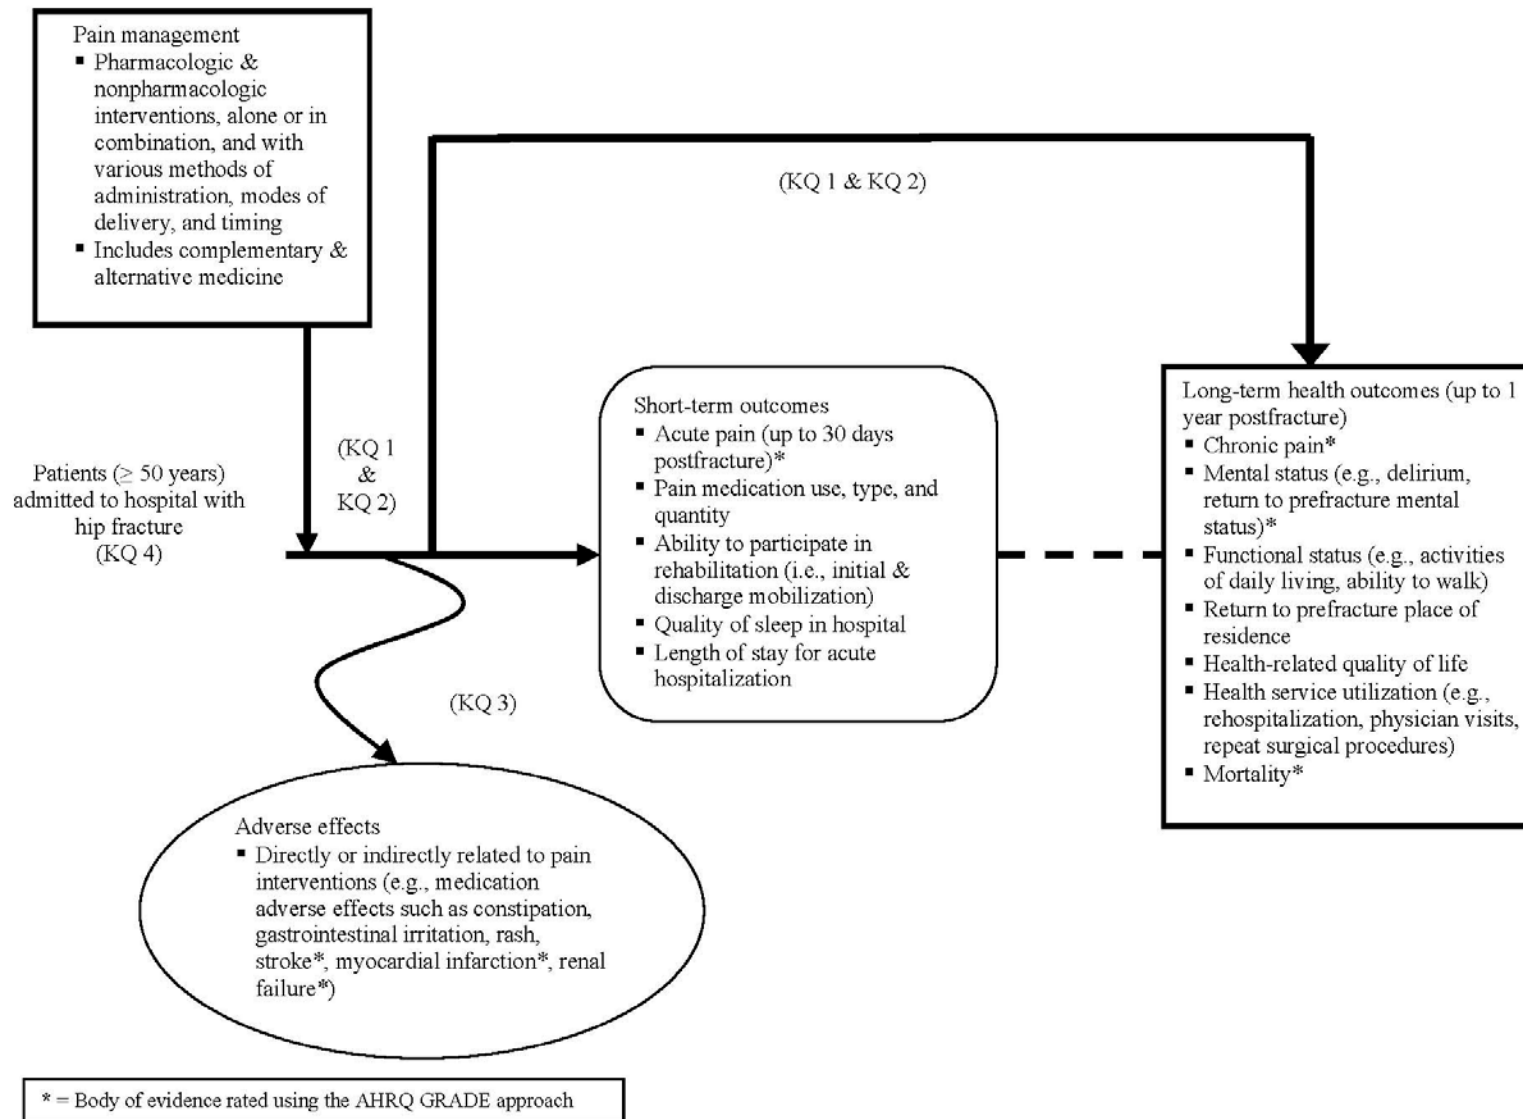 Pain management
▪ Pharmacologic &
nonpharmacologic
interventions, alone or in
combination, and with
various methods of
administration, modes of
delivery, and timing
▪ Includes complementary &
alternative medicine
(KQ 1 & KQ 2)
Patients (≥ 50 years)
admitted to hospital with
hip fracture
(KQ 4)
(KQ 1
&
KQ 2)
Short-term outcomes
▪ Acute pain (up to 30 days
postfracture)*
▪ Pain medication use, type, and
quantity
▪ Ability to participate in
rehabilitation (i.e., initial &
discharge mobilization)
▪ Quality of sleep in hospital
▪ Length of stay for acute
hospitalization
Long-term health outcomes (up to 1
year postfracture)
▪ Chronic pain*
▪ Mental status (e.g., delirium,
return to prefracture mental
status)*
▪ Functional status (e.g., activities
of daily living, ability to walk)
▪ Return to prefracture place of
residence
▪ Health-related quality of life
▪ Health service utilization (e.g.,
rehospitalization, physician visits,
repeat surgical procedures)
▪ Mortality*
(KQ 3)
Adverse effects
▪ Directly or indirectly related to pain
interventions (e.g., medication
adverse effects such as constipation,
gastrointestinal irritation, rash,
stroke*, myocardial infarction*, renal
failure*)
* = Body of evidence rated using the AHRQ GRADE approach